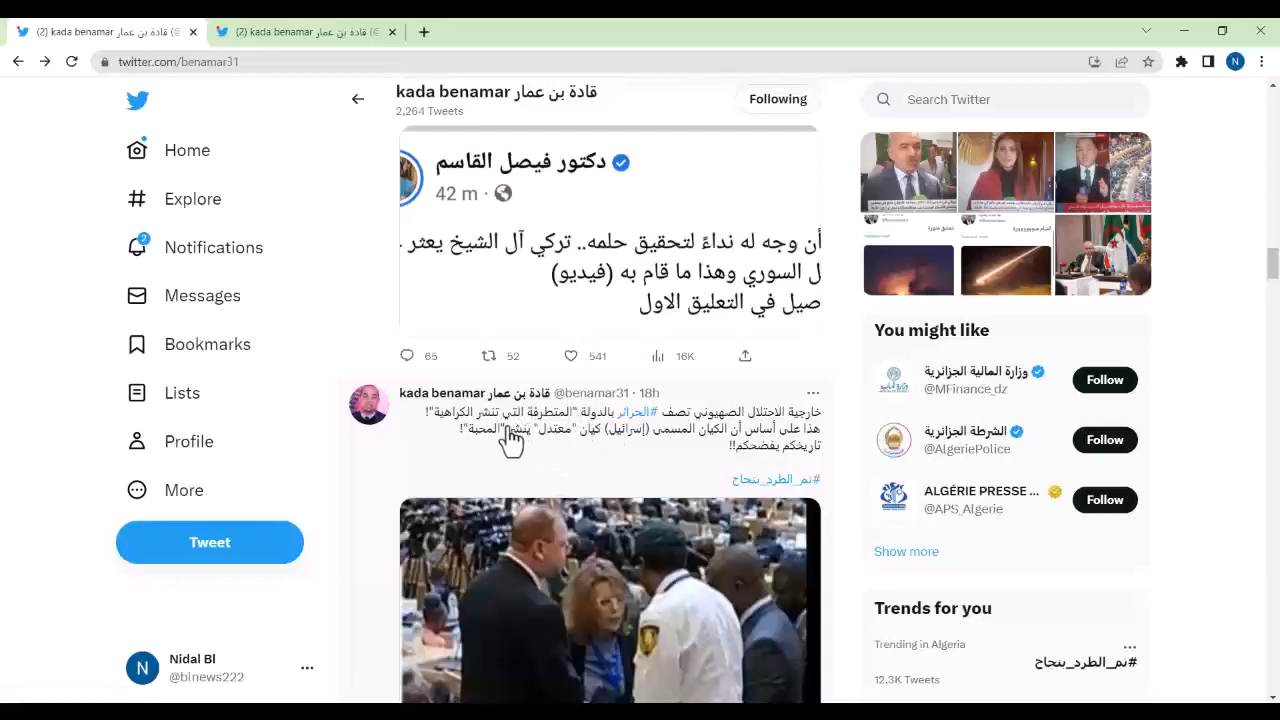 (2) kada benamar قادة بن عمار (@
(2) kada benamar قادة بن عمار (@
twitter.com/benamar31
N
kada benamar قادة بن عمار
2,264 Tweets
Following
Search Twitter
Home
Explore
2
Notifications
Messages
Bookmarks
Lists
Profile
More
Tweet
Nidal Bl
@blnews222
N
دكتور فيصل القاسم
42 m ·
أن وجه له نداءً لتحقيق حلمه.. تركي آل الشيخ يعثر
ل السوري وهذا ما قام به (فيديو)
صيل في التعليق الاول
65 52 541 16K
kada benamar قادة بن عمار @benamar31 · 18h
خارجية الاحتلال الصهيوني تصف #الجزائر بالدولة "المتطرفة التي تنشر الكراهية"!
هذا على أساس أن الكيان المسمى (إسرائيل) كيان "معتدل" ينشر "المحبة"!
تاريخكم يفضحكم!!
#تم_الطرد_بنجاح
You might like
وزارة المالية الجزائرية
@MFinance_dz
Follow
الشرطة الجزائرية
@AlgeriePolice
Follow
ALGÉRIE PRESSE ...
@APS_Algerie
Follow
Show more
Trends for you
Trending in Algeria
#تم_الطرد_بنجاح
12.3K Tweets